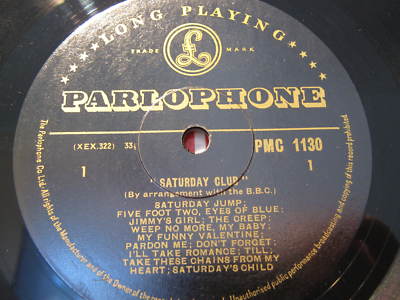 LONG PLAYING
£
TRADE MARK
PARLOPHONE
(XEX.322) 33⅓ PMC 1130
1 1
"SATURDAY CLUB"
(By arrangement with the B.B.C.)
SATURDAY JUMP;
FIVE FOOT TWO, EYES OF BLUE;
JIMMY'S GIRL; THE CREEP;
WEEP NO MORE, MY BABY;
MY FUNNY VALENTINE;
PARDON ME; DON'T FORGET;
I'LL TAKE ROMANCE; TILL;
TAKE THESE CHAINS FROM MY
HEART; SATURDAY'S CHILD
The Parlophone Co Ltd. All rights of the Manufacturer and of the Owner of the
Unauthorised public performance broadcasting and copying of this record prohibited.